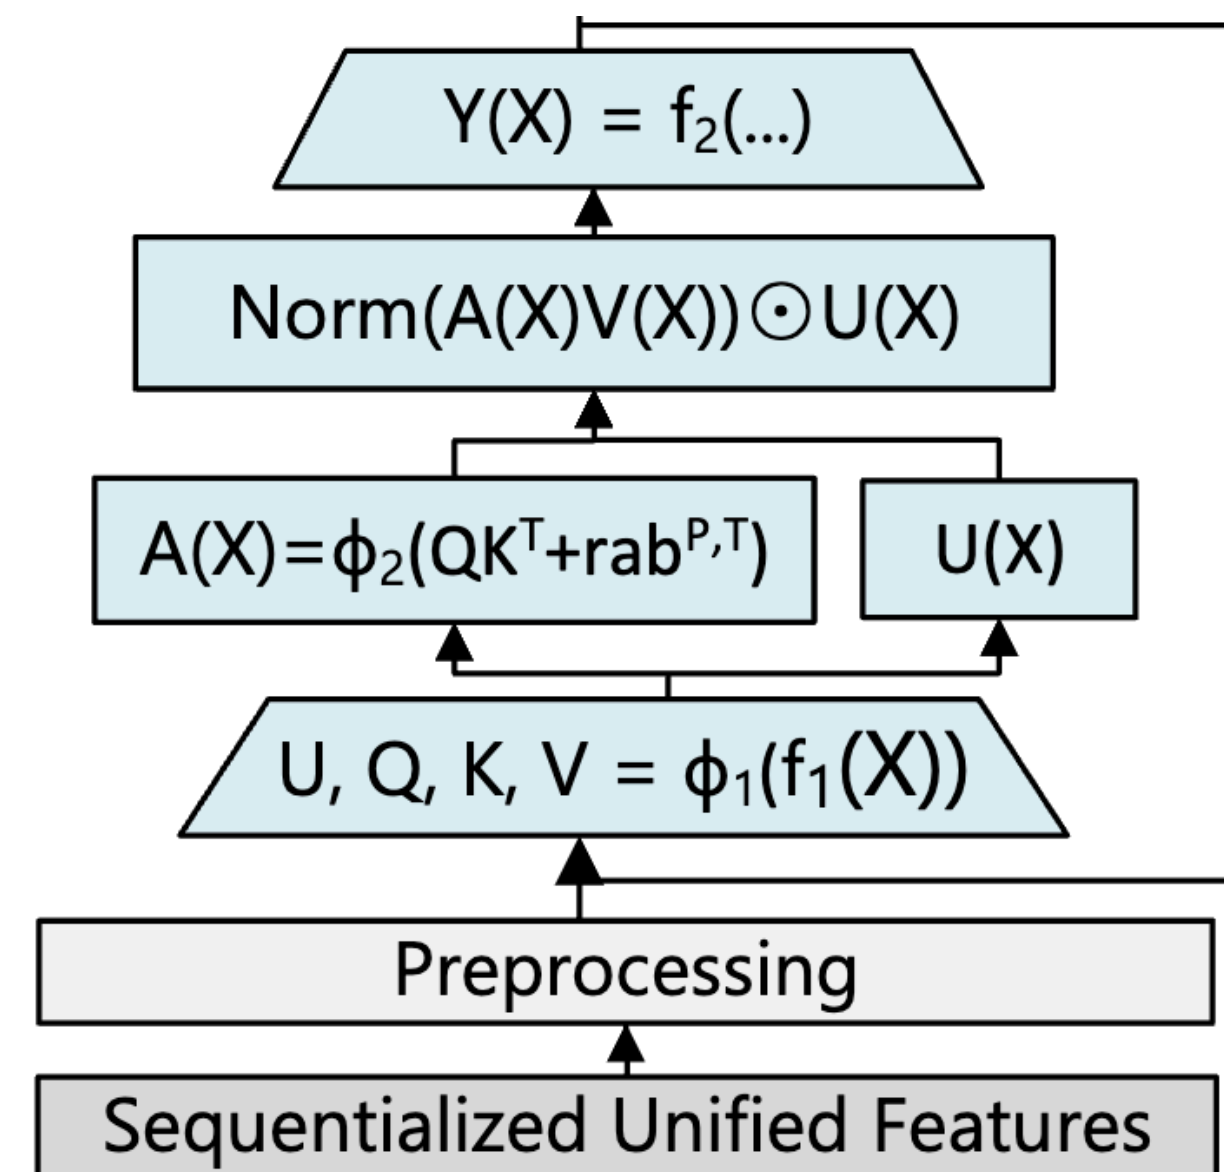 Y(X) = f₂(...)
Norm(A(X)V(X))⊙U(X)
A(X)=ϕ₂(QKᵀ+rabᴾ,ᵀ)
U(X)
U, Q, K, V = ϕ₁(f₁(X))
Preprocessing
Sequentialized Unified Features